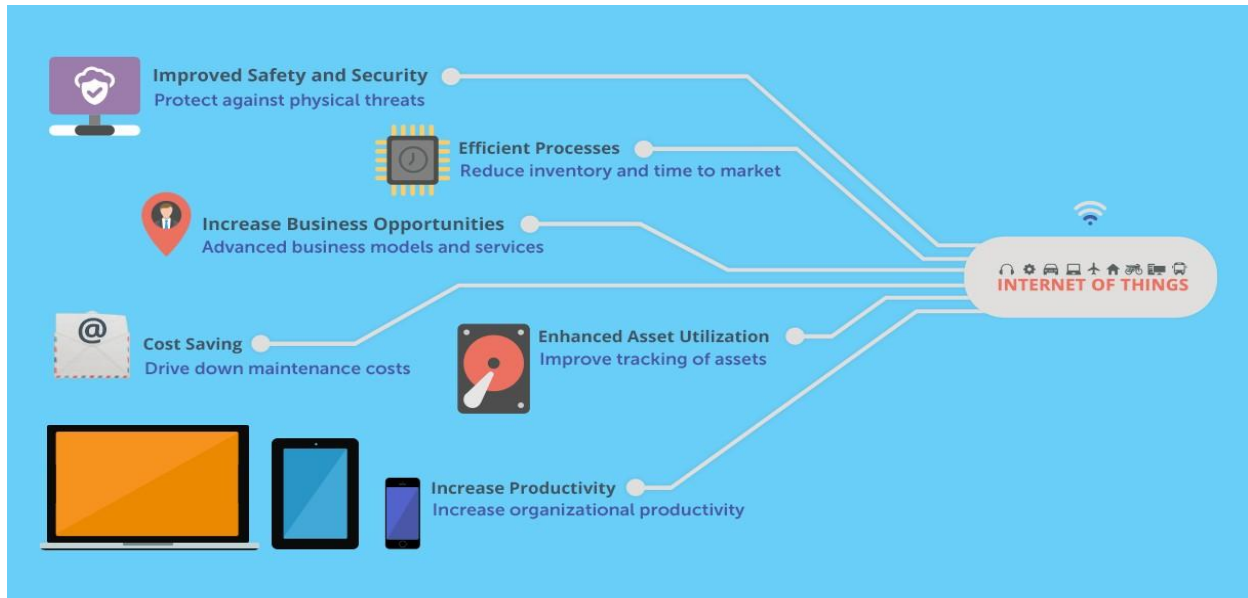 Improved Safety and Security
Protect against physical threats
Efficient Processes
Reduce inventory and time to market
Increase Business Opportunities
Advanced business models and services
INTERNET OF THINGS
@
Cost Saving
Drive down maintenance costs
Enhanced Asset Utilization
Improve tracking of assets
Increase Productivity
Increase organizational productivity